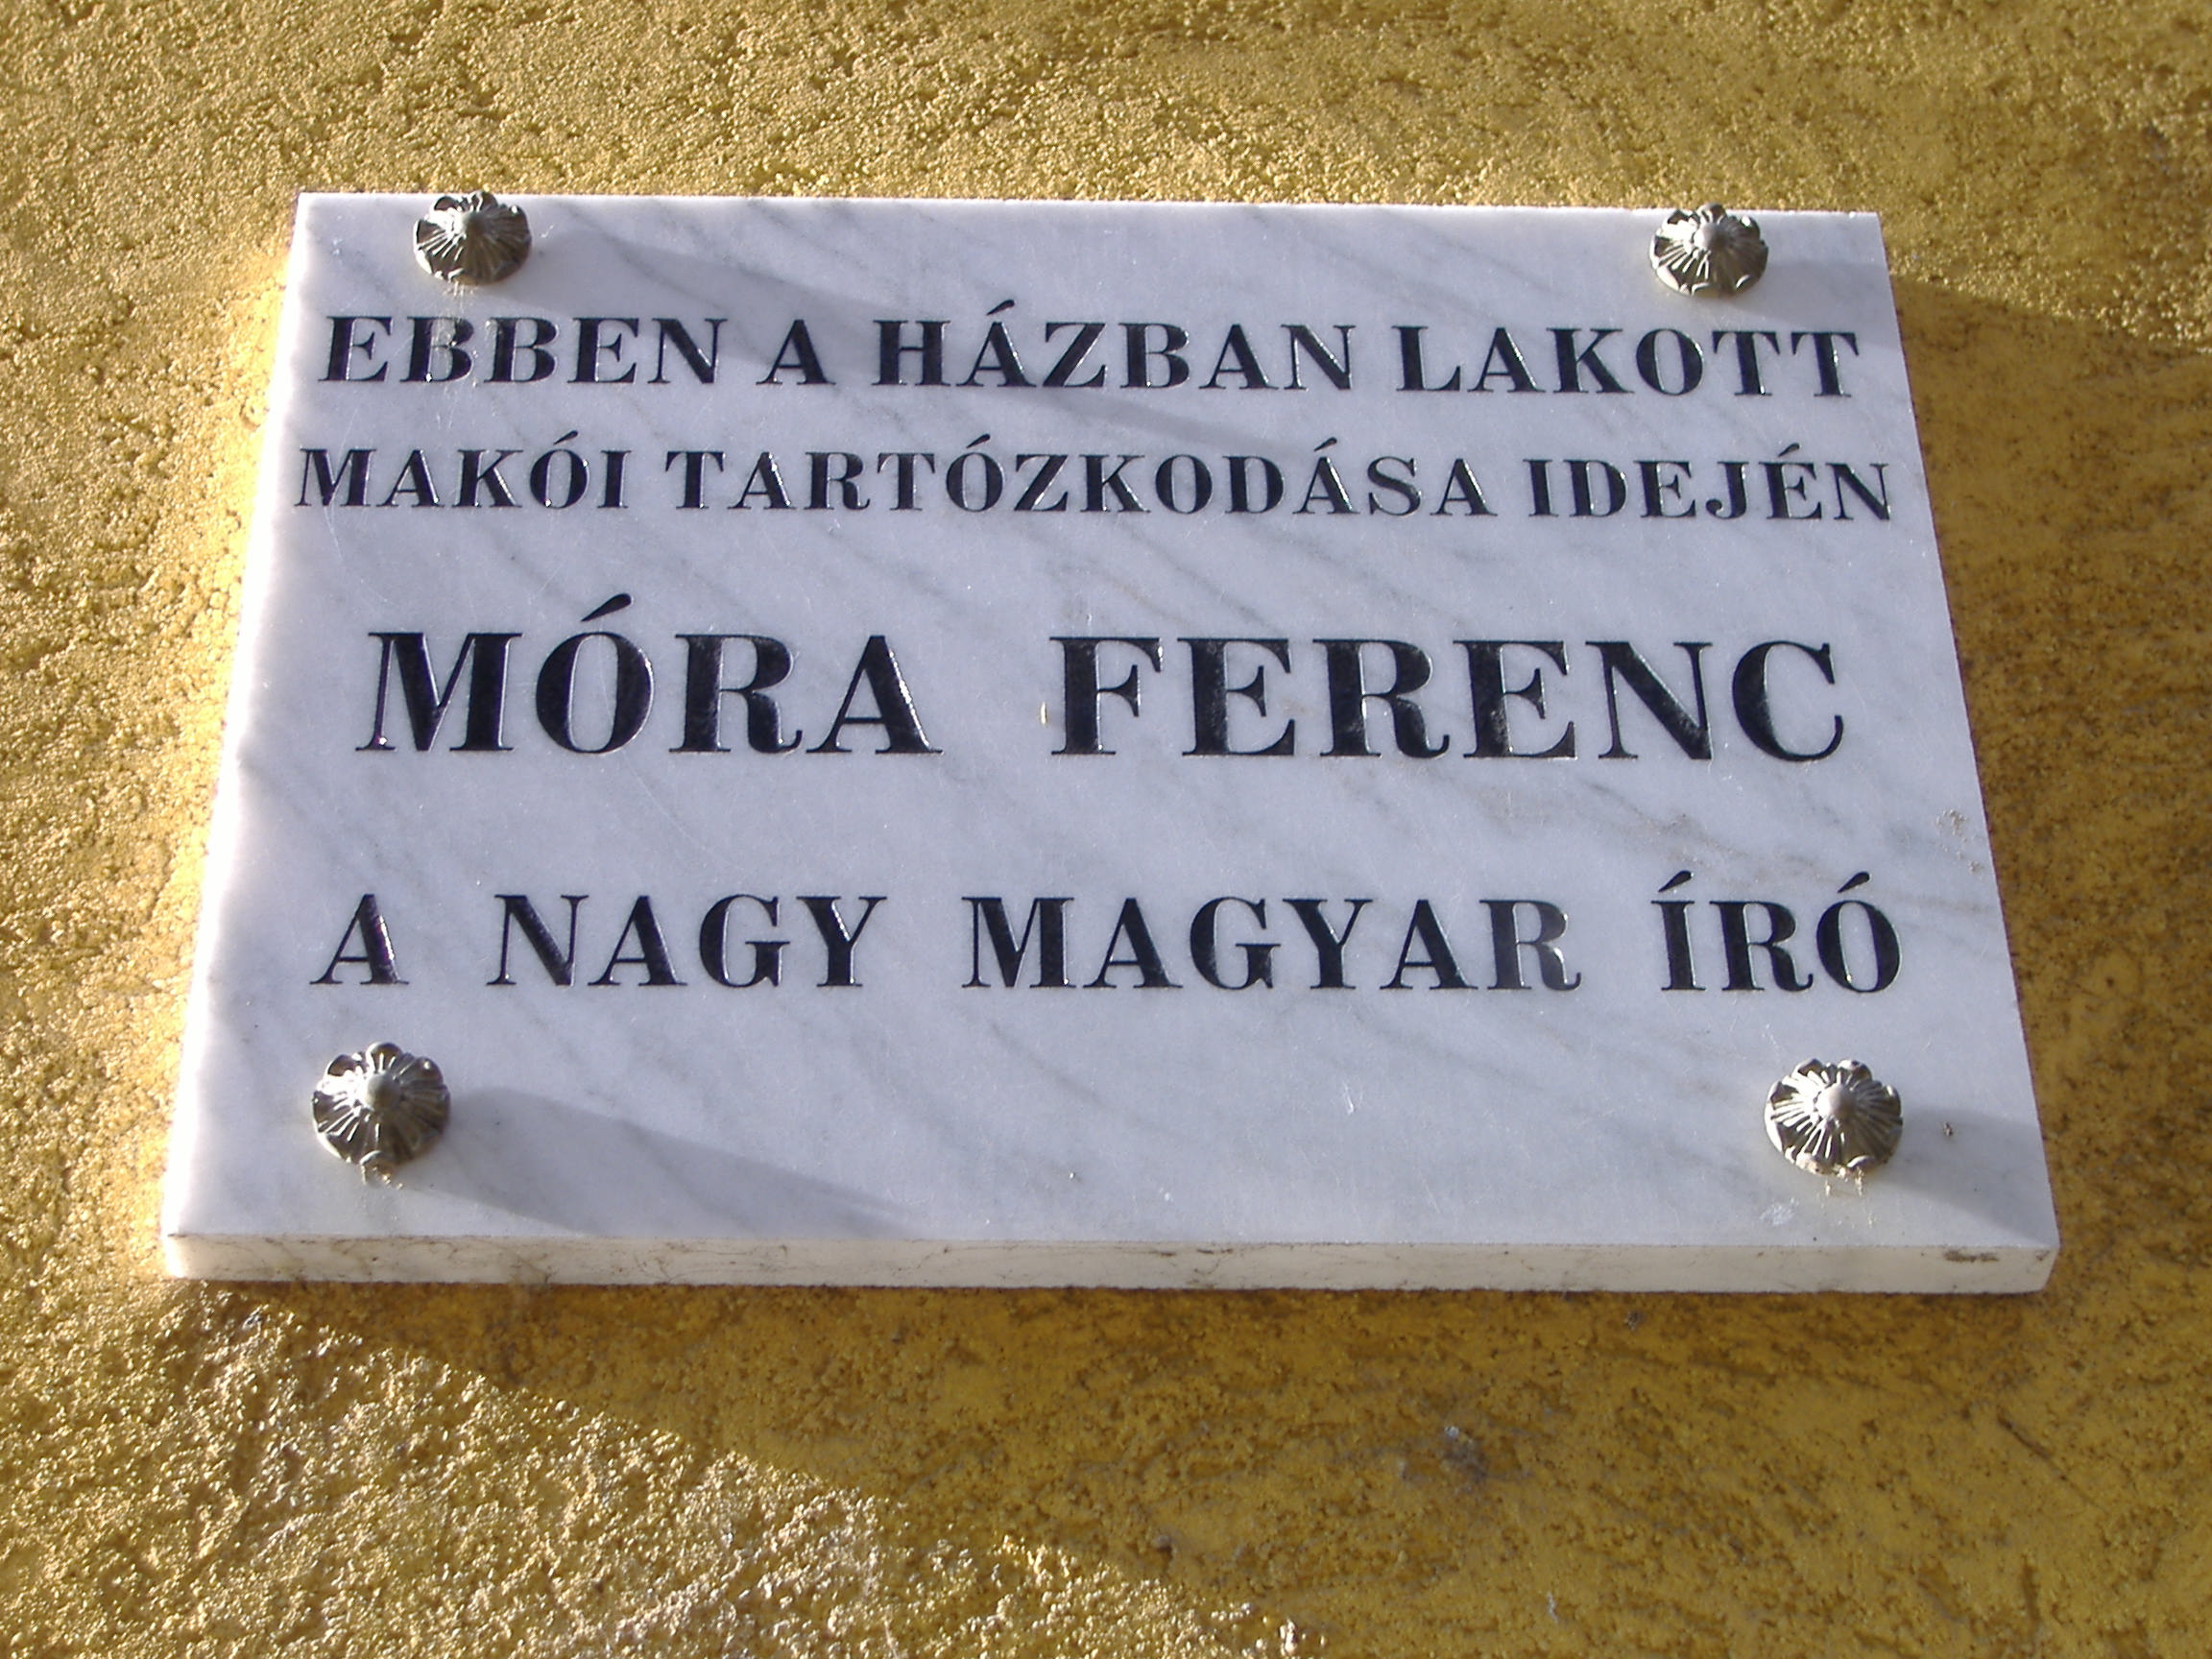 EBBEN A HÁZBAN LAKOTT
MAKÓI TARTÓZKODÁSA IDEJÉN
MÓRA FERENC
A NAGY MAGYAR ÍRÓ